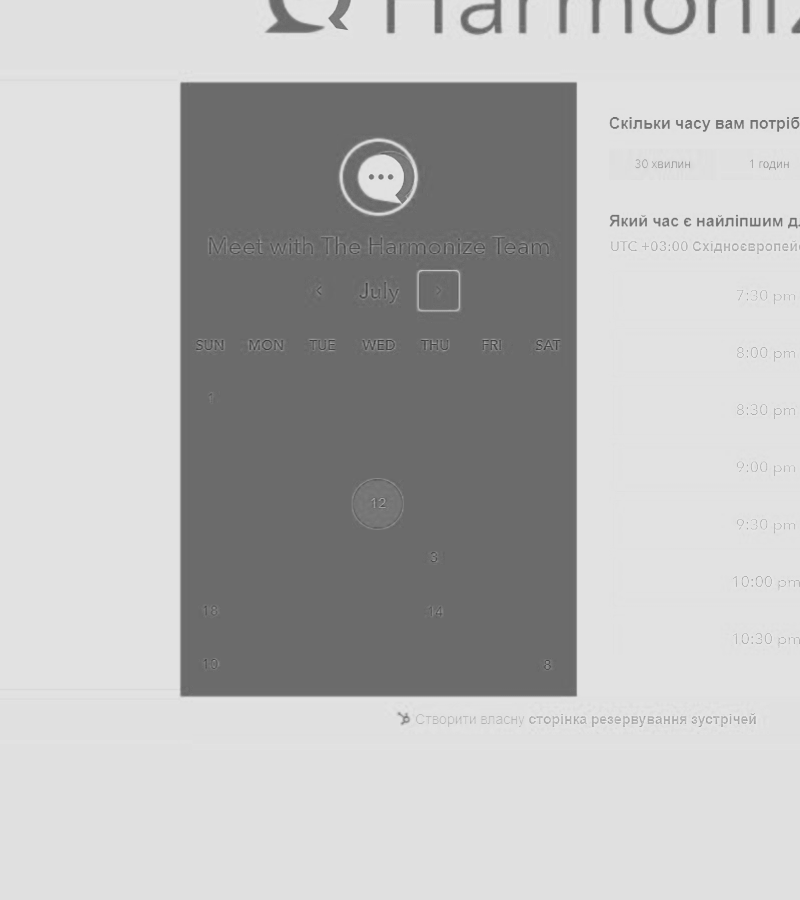 Harmoniz
Meet with The Harmonize Team
July
SUN MON TUE WED THU FRI SAT
1
12
3
14
8
Скільки часу вам потріб
30 хвилин 1 годин
Який час є найліпшим д
UTC +03:00 Східноєвропей
7:30 pm
8:00 pm
8:30 pm
9:00 pm
9:30 pm
10:00 pm
10:30 pm
Створити власну сторінка резервування зустрічей